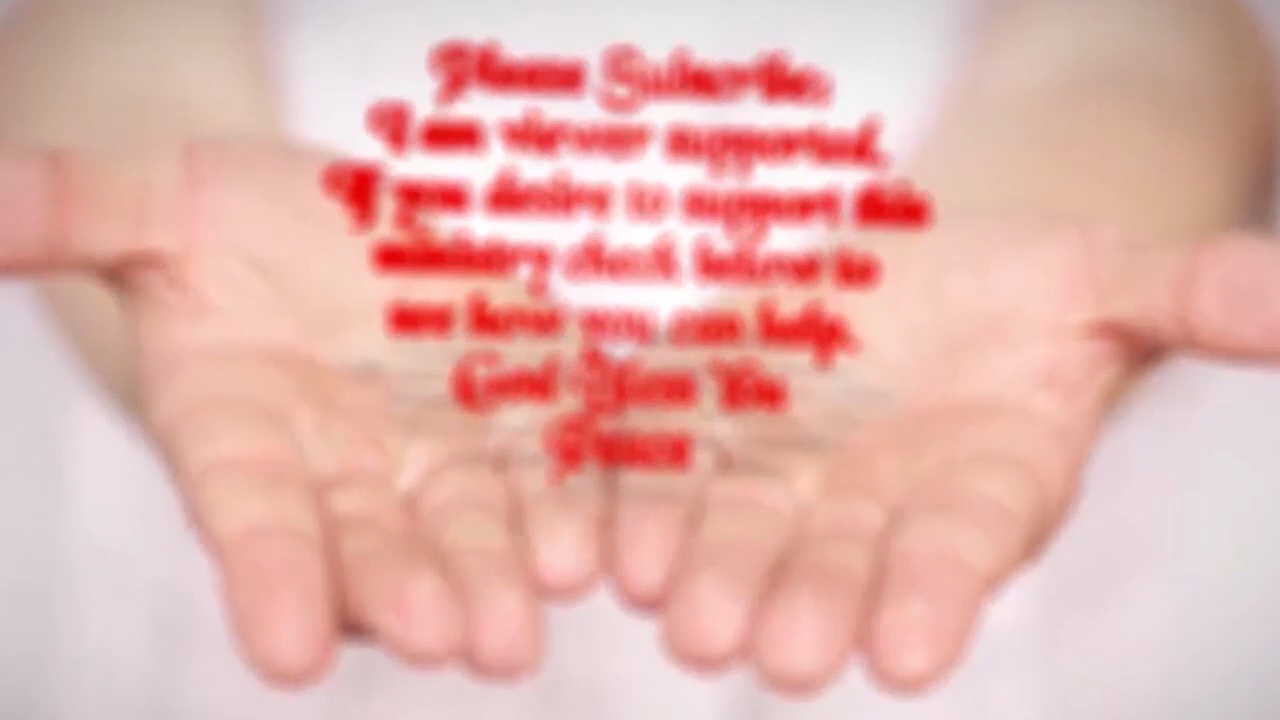 Please Subscribe.
I am viewer supported.
If you desire to support this
ministry check below to
see how you can help.
God Bless You
Peace